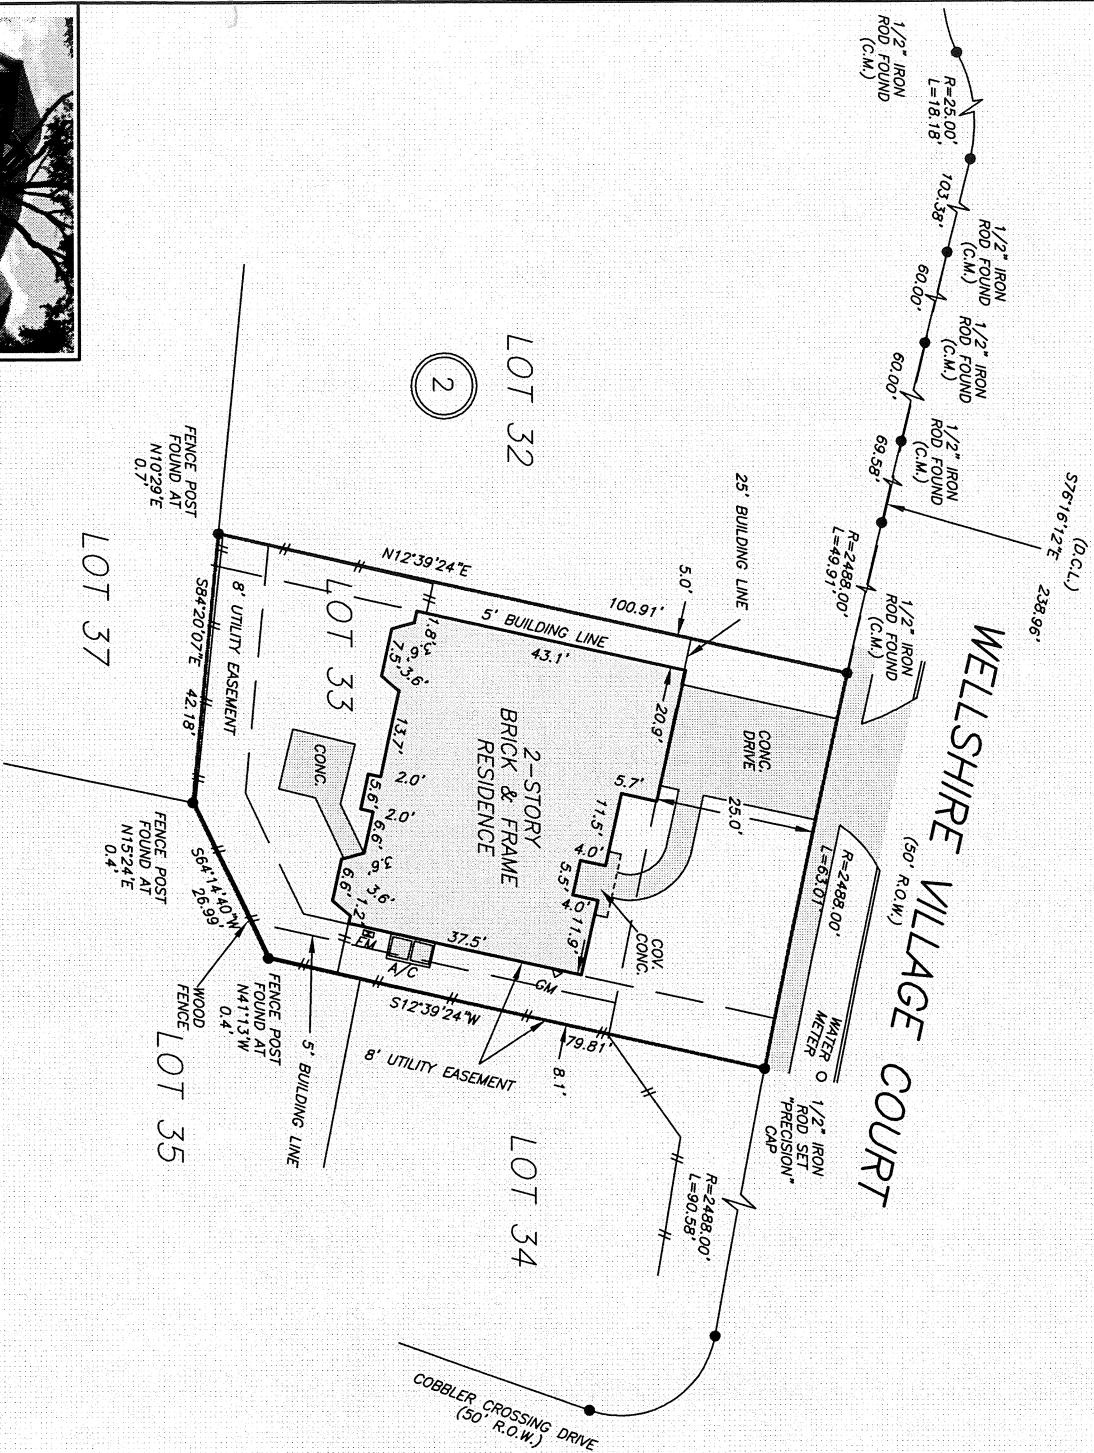 1/2" IRON
ROD FOUND
(C.M.)
R=25.00'
L=18.18'
103.38'
1/2" IRON
ROD FOUND
(C.M.)
60.00'
1/2" IRON
ROD FOUND
(C.M.)
60.00'
1/2" IRON
ROD FOUND
(C.M.)
69.58'
S76°16'12"E 238.96'
(D.C.L.)
R=2488.00'
L=49.91'
1/2" IRON
ROD FOUND
(C.M.)
WELLSHIRE VILLAGE COURT
(50' R.O.W.)
R=2488.00'
L=63.01'
WATER
METER
1/2" IRON
ROD SET
"PRECISION"
CAP
R=2488.00'
L=90.58'
COBBLER CROSSING DRIVE
(50' R.O.W.)
LOT 32
2
25' BUILDING LINE
5.0'
N12°39'24"E
100.91'
5' BUILDING LINE
43.1'
CONC.
DRIVE
20.9'
25.0'
5.7'
11.5'
4.0'
5.5'
4.0'
11.9'
COV.
CONC.
2-STORY
BRICK & FRAME
RESIDENCE
1.8'
3.6'
7.5'
3.6'
13.7'
2.0'
5.6'
2.0'
6.6'
3.6'
6.6'
3.6'
1.2'
37.5'
EM
A/C
GM
LOT 33
CONC.
8' UTILITY EASEMENT
S84°20'07"E 42.18'
FENCE POST
FOUND AT
N10°29'E
0.7'
LOT 37
FENCE POST
FOUND AT
N15°24'E
0.4'
S64°14'40"W
26.99'
WOOD
FENCE
FENCE POST
FOUND AT
N41°13'W
0.4'
5' BUILDING LINE
LOT 35
S12°39'24"W
79.81'
8.1'
8' UTILITY EASEMENT
LOT 34